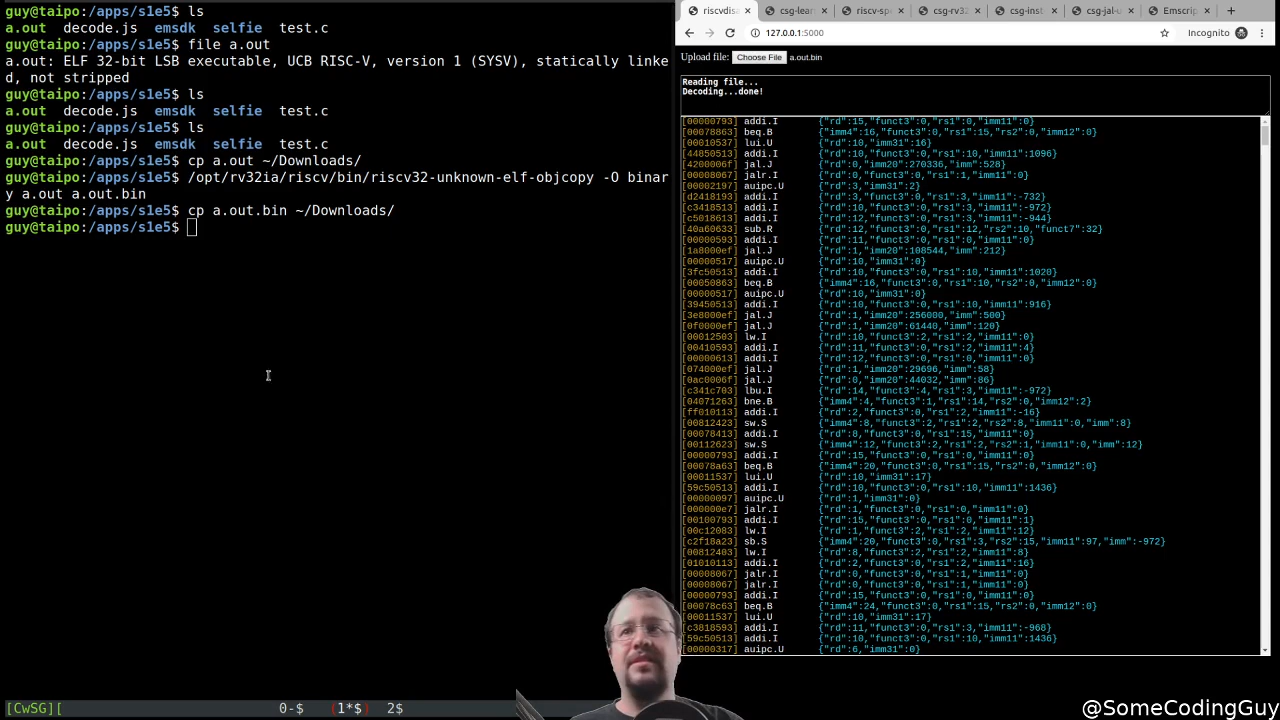 guy@taipo:/apps/s1e5$ ls
a.out  decode.js  emsdk  selfie  test.c
guy@taipo:/apps/s1e5$ file a.out
a.out: ELF 32-bit LSB executable, UCB RISC-V, version 1 (SYSV), statically linke
d, not stripped
guy@taipo:/apps/s1e5$ ls
a.out  decode.js  emsdk  selfie  test.c
guy@taipo:/apps/s1e5$ ls
a.out  decode.js  emsdk  selfie  test.c
guy@taipo:/apps/s1e5$ cp a.out ~/Downloads/
guy@taipo:/apps/s1e5$ /opt/rv32ia/riscv/bin/riscv32-unknown-elf-objcopy -O binar
y a.out a.out.bin
guy@taipo:/apps/s1e5$ cp a.out.bin ~/Downloads/
guy@taipo:/apps/s1e5$
[CwSG][ 0-$ (1*$) 2$
riscvdisa csg-lear riscv-spe csg-rv32 csg-inst csg-jal-u Emscrip
127.0.0.1:5000 Incognito
Upload file: Choose File a.out.bin
Reading file...
Decoding...done!
[00000793] addi.I {"rd":15,"funct3":0,"rs1":0,"imm11":0}
[00078863] beq.B {"imm4":16,"funct3":0,"rs1":15,"rs2":0,"imm12":0}
[00010537] lui.U {"rd":10,"imm31":16}
[44850513] addi.I {"rd":10,"funct3":0,"rs1":10,"imm11":1096}
[4200006f] jal.J {"rd":0,"imm20":270336,"imm":528}
[00008067] jalr.I {"rd":0,"funct3":0,"rs1":1,"imm11":0}
[00002197] auipc.U {"rd":3,"imm31":2}
[d2418193] addi.I {"rd":3,"funct3":0,"rs1":3,"imm11":-732}
[c3418513] addi.I {"rd":10,"funct3":0,"rs1":3,"imm11":-972}
[c5018613] addi.I {"rd":12,"funct3":0,"rs1":3,"imm11":-944}
[40a60633] sub.R {"rd":12,"funct3":0,"rs1":12,"rs2":10,"funct7":32}
[00000593] addi.I {"rd":11,"funct3":0,"rs1":0,"imm11":0}
[1a8000ef] jal.J {"rd":1,"imm20":108544,"imm":212}
[00000517] auipc.U {"rd":10,"imm31":0}
[3fc50513] addi.I {"rd":10,"funct3":0,"rs1":10,"imm11":1020}
[00050863] beq.B {"imm4":16,"funct3":0,"rs1":10,"rs2":0,"imm12":0}
[00000517] auipc.U {"rd":10,"imm31":0}
[39450513] addi.I {"rd":10,"funct3":0,"rs1":10,"imm11":916}
[3e8000ef] jal.J {"rd":1,"imm20":256000,"imm":500}
[0f0000ef] jal.J {"rd":1,"imm20":61440,"imm":120}
[00012503] lw.I {"rd":10,"funct3":2,"rs1":2,"imm11":0}
[00410593] addi.I {"rd":11,"funct3":0,"rs1":2,"imm11":4}
[00000613] addi.I {"rd":12,"funct3":0,"rs1":0,"imm11":0}
[074000ef] jal.J {"rd":1,"imm20":29696,"imm":58}
[0ac0006f] jal.J {"rd":0,"imm20":44032,"imm":86}
[c341c703] lbu.I {"rd":14,"funct3":4,"rs1":3,"imm11":-972}
[04071263] bne.B {"imm4":4,"funct3":1,"rs1":14,"rs2":0,"imm12":2}
[ff010113] addi.I {"rd":2,"funct3":0,"rs1":2,"imm11":-16}
[00812423] sw.S {"imm4":8,"funct3":2,"rs1":2,"rs2":8,"imm11":0,"imm":8}
[00078413] addi.I {"rd":8,"funct3":0,"rs1":15,"imm11":0}
[00112623] sw.S {"imm4":12,"funct3":2,"rs1":2,"rs2":1,"imm11":0,"imm":12}
[00000793] addi.I {"rd":15,"funct3":0,"rs1":0,"imm11":0}
[00078a63] beq.B {"imm4":20,"funct3":0,"rs1":15,"rs2":0,"imm12":0}
[00011537] lui.U {"rd":10,"imm31":17}
[59c50513] addi.I {"rd":10,"funct3":0,"rs1":10,"imm11":1436}
[00000097] auipc.U {"rd":1,"imm31":0}
[000000e7] jalr.I {"rd":1,"funct3":0,"rs1":0,"imm11":0}
[00100793] addi.I {"rd":15,"funct3":0,"rs1":0,"imm11":1}
[00c12083] lw.I {"rd":1,"funct3":2,"rs1":2,"imm11":12}
[c2f18a23] sb.S {"imm4":20,"funct3":0,"rs1":3,"rs2":15,"imm11":97,"imm":-972}
[00812403] lw.I {"rd":8,"funct3":2,"rs1":2,"imm11":8}
[01010113] addi.I {"rd":2,"funct3":0,"rs1":2,"imm11":16}
[00008067] jalr.I {"rd":0,"funct3":0,"rs1":1,"imm11":0}
[00008067] jalr.I {"rd":0,"funct3":0,"rs1":1,"imm11":0}
[00000793] addi.I {"rd":15,"funct3":0,"rs1":0,"imm11":0}
[00078c63] beq.B {"imm4":24,"funct3":0,"rs1":15,"rs2":0,"imm12":0}
[00011537] lui.U {"rd":10,"imm31":17}
[c3818593] addi.I {"rd":11,"funct3":0,"rs1":3,"imm11":-968}
[59c50513] addi.I {"rd":10,"funct3":0,"rs1":10,"imm11":1436}
[00000317] auipc.U {"rd":6,"imm31":0}
@SomeCodingGuy